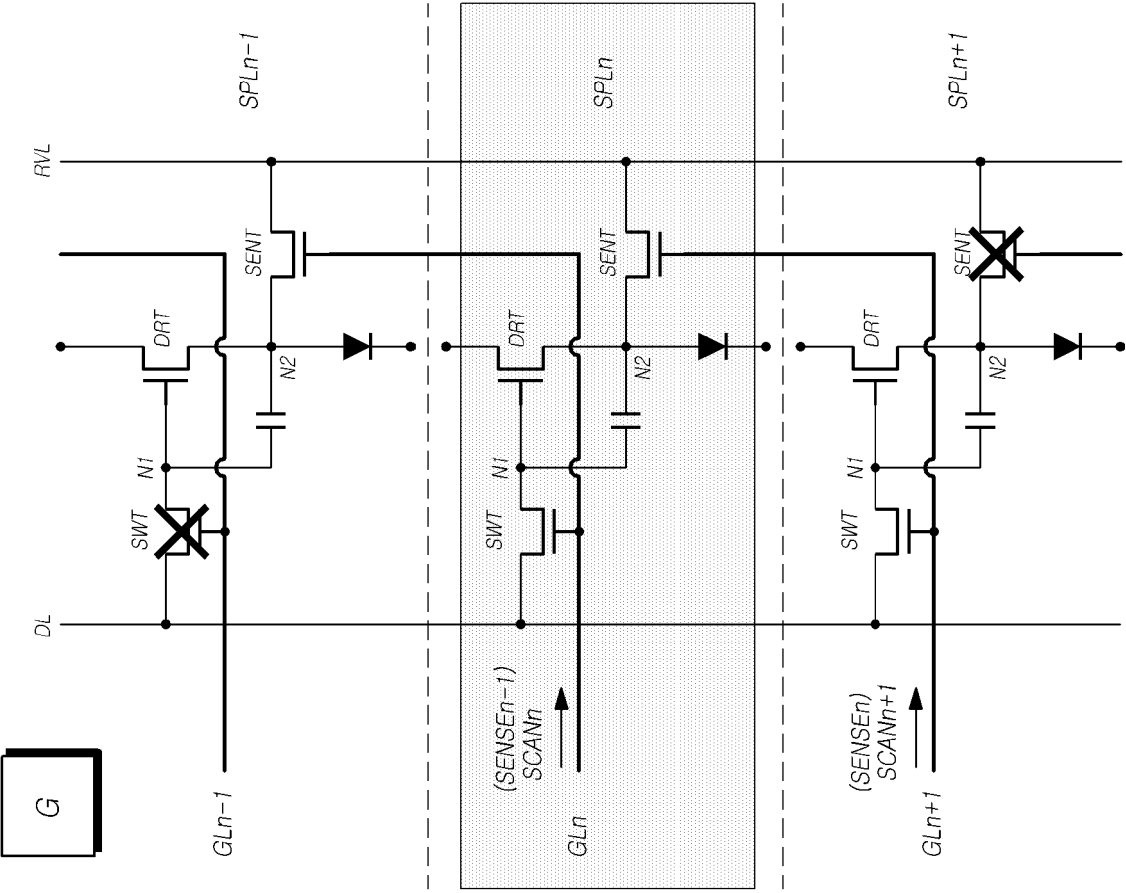 SPLn-1
SPLn
SPLn+1
RVL
SENT
SENT
SENT
DRT
DRT
DRT
N2
N2
N2
N1
N1
N1
SWT
SWT
SWT
DL
(SENSEn-1)
SCANn
(SENSEn)
SCANn+1
G
GLn-1
GLn
GLn+1